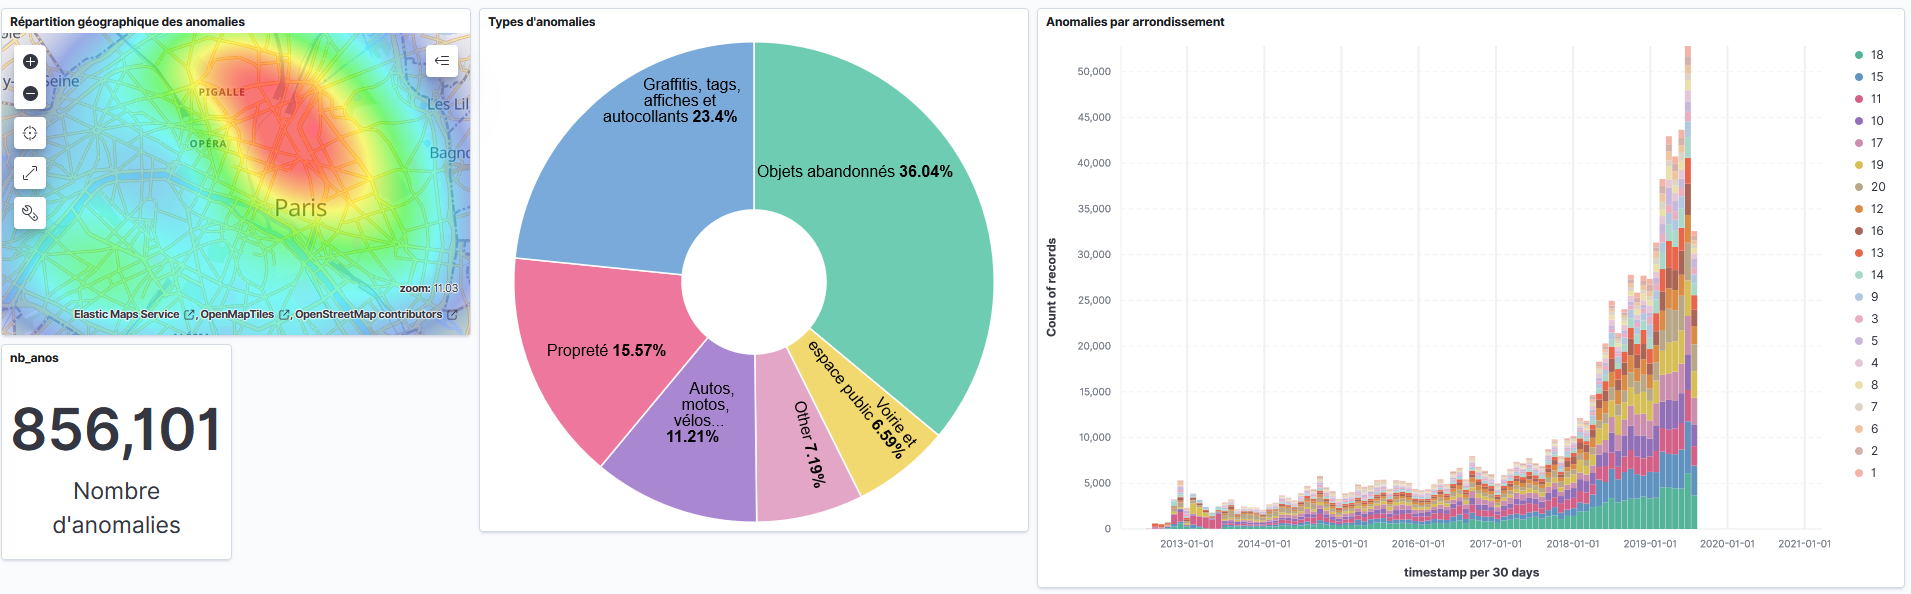 Répartition géographique des anomalies
y-
Seine
PIGALLE
Les Lil
OPÉRA
Bagno
Paris
zoom: 11.03
Elastic Maps Service , OpenMapTiles , OpenStreetMap contributors
nb_anos
856,101
Nombre
d'anomalies
Types d'anomalies
Graffitis, tags,
affiches et
autocollants 23.4%
Objets abandonnés 36.04%
Propreté 15.57%
Autos,
motos,
vélos...
11.21%
Other 7.19%
Voirie et
espace public 6.59%
Anomalies par arrondissement
Count of records
50,000
45,000
40,000
35,000
30,000
25,000
20,000
15,000
10,000
5,000
0
2013-01-01 2014-01-01 2015-01-01 2016-01-01 2017-01-01 2018-01-01 2019-01-01 2020-01-01 2021-01-01
timestamp per 30 days
18
15
11
10
17
19
20
12
16
13
14
9
3
5
4
8
7
6
2
1